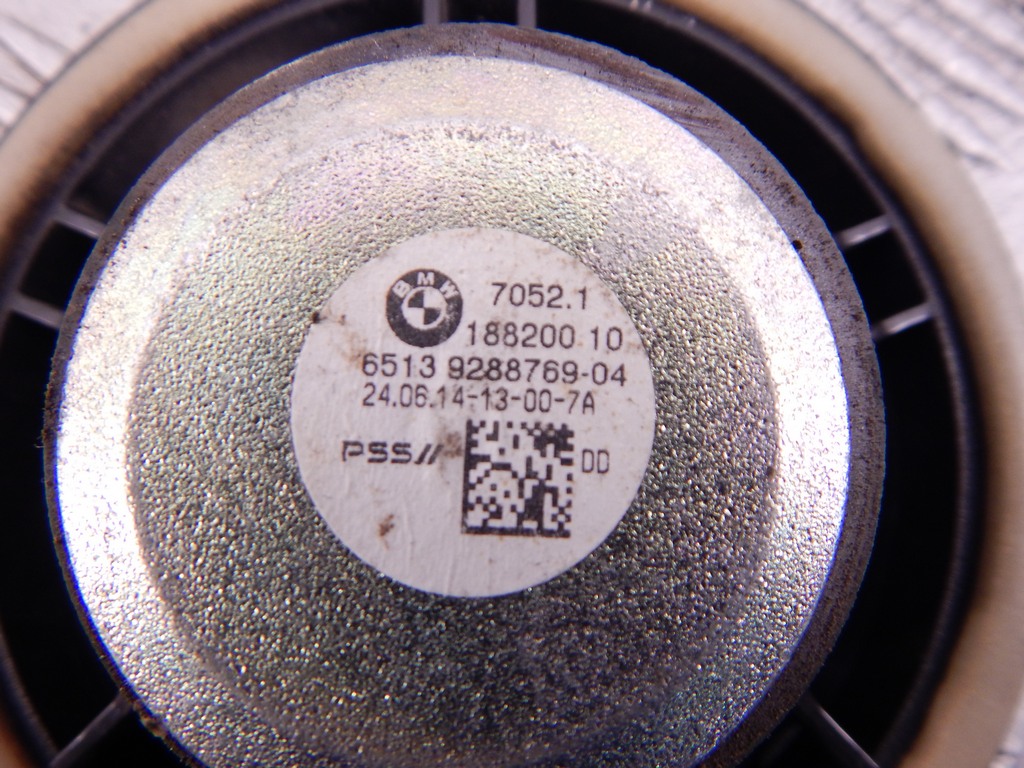 BMW
7052.1
188200 10
6513 9288769-04
24.06.14-13-00-7A
PSS//
DD